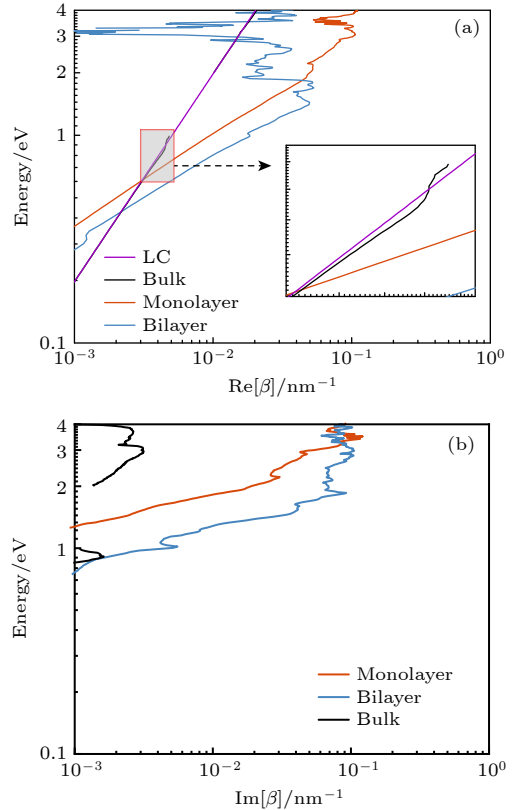 (a)
4
3
2
1
0.1
Energy/eV
LC
Bulk
Monolayer
Bilayer
10⁻³ 10⁻² 10⁻¹ 10⁰
Re[β]/nm⁻¹
(b)
4
3
2
1
0.1
Energy/eV
Monolayer
Bilayer
Bulk
10⁻³ 10⁻² 10⁻¹ 10⁰
Im[β]/nm⁻¹